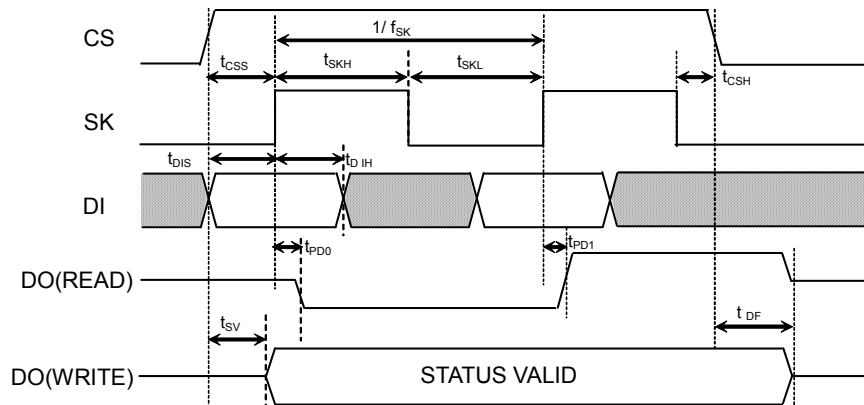 1/ fSK
CS
tCSS
tSKH
tSKL
tCSH
SK
tDIS
tD IH
DI
tPD0
tPD1
DO(READ)
tSV
t DF
DO(WRITE)
STATUS VALID